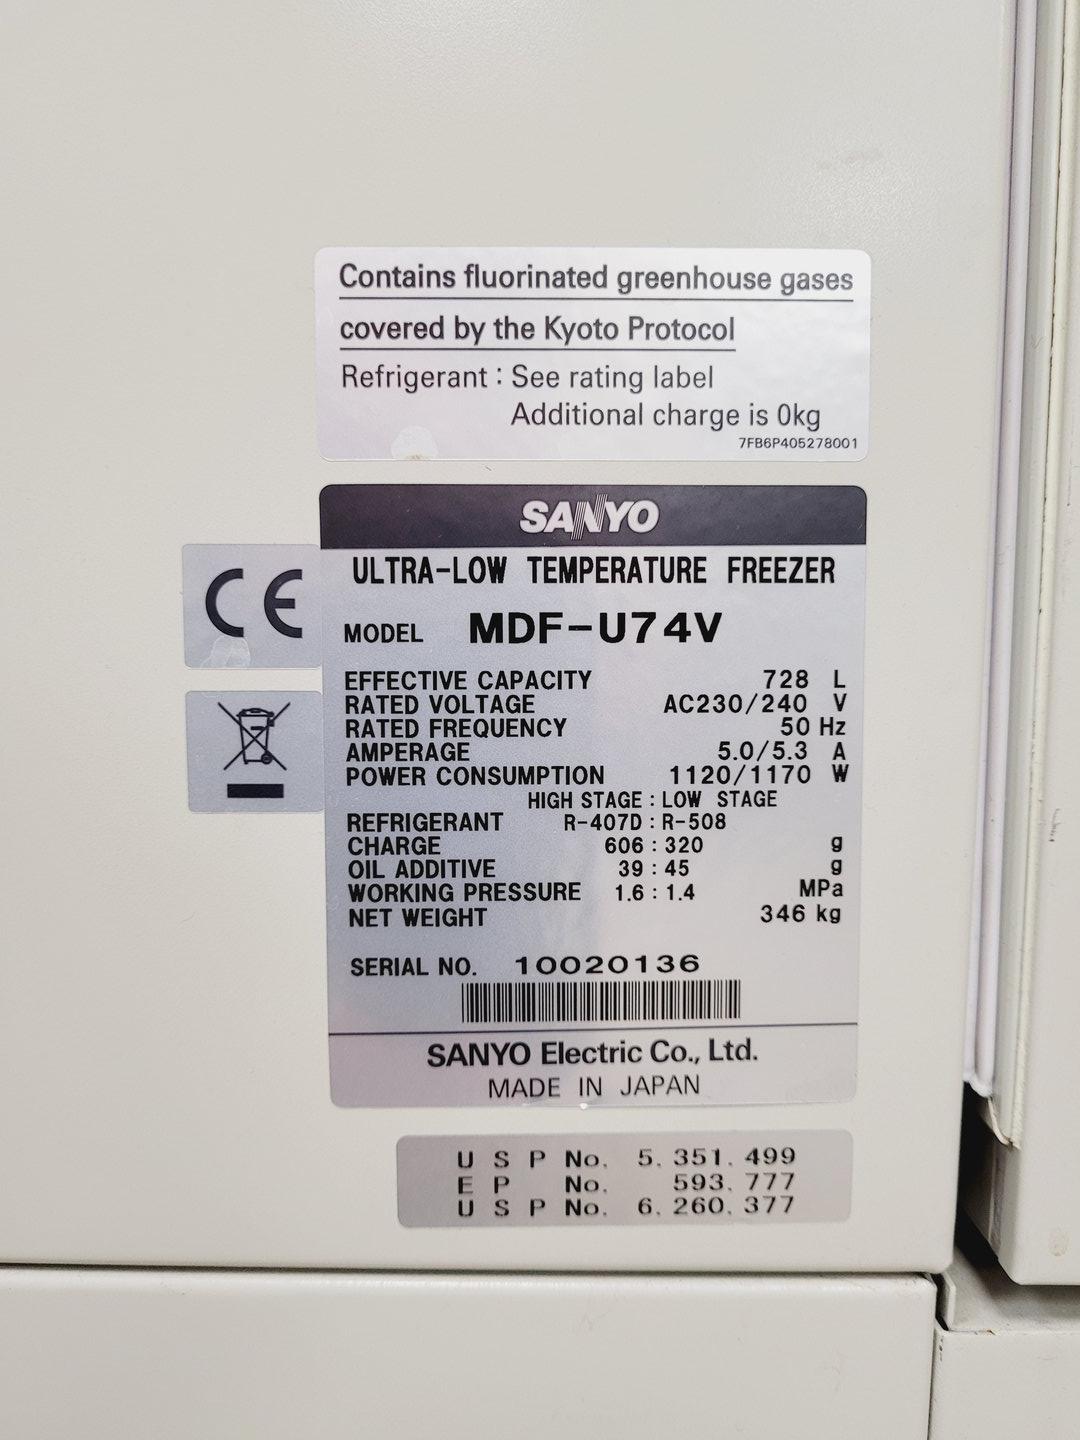 Contains fluorinated greenhouse gases
covered by the Kyoto Protocol
Refrigerant : See rating label
Additional charge is 0kg
7FB6P405278001
SANYO
CE
ULTRA-LOW TEMPERATURE FREEZER
MODEL MDF-U74V
EFFECTIVE CAPACITY 728 L
RATED VOLTAGE AC230/240 V
RATED FREQUENCY 50 Hz
AMPERAGE 5.0/5.3 A
POWER CONSUMPTION 1120/1170 W
HIGH STAGE : LOW STAGE
REFRIGERANT R-407D : R-508
CHARGE 606 : 320 g
OIL ADDITIVE 39 : 45 g
WORKING PRESSURE 1.6 : 1.4 MPa
NET WEIGHT 346 kg
SERIAL NO. 10020136
SANYO Electric Co., Ltd.
MADE IN JAPAN
U S P No. 5, 351, 499
E P No. 593, 777
U S P No. 6, 260, 377